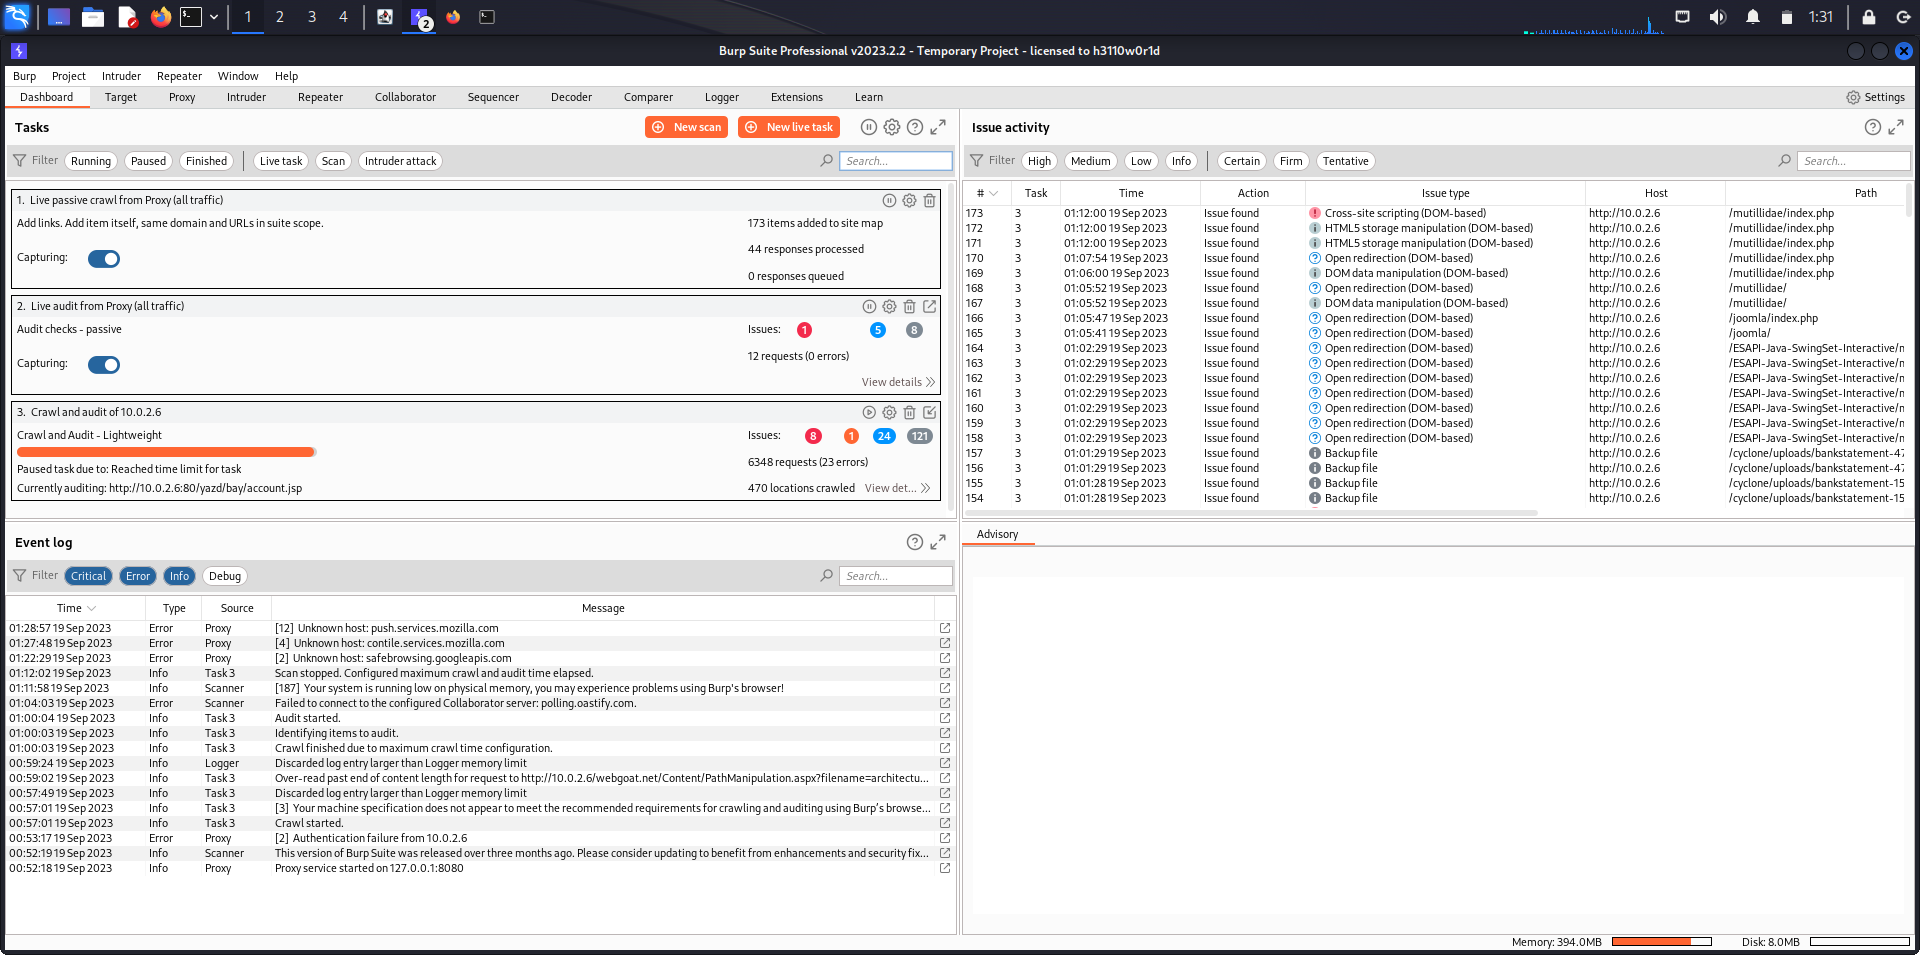 1 2 3 4 2 1:31
Burp Suite Professional v2023.2.2 - Temporary Project - licensed to h3110w0r1d
Burp Project Intruder Repeater Window Help
Dashboard Target Proxy Intruder Repeater Collaborator Sequencer Decoder Comparer Logger Extensions Learn Settings
Tasks New scan New live task
Filter Running Paused Finished Live task Scan Intruder attack Search...
1. Live passive crawl from Proxy (all traffic)
Add links. Add item itself, same domain and URLs in suite scope. 173 items added to site map
44 responses processed
Capturing:
0 responses queued
2. Live audit from Proxy (all traffic)
Audit checks - passive Issues: 1 5 8
12 requests (0 errors)
Capturing:
View details
3. Crawl and audit of 10.0.2.6
Crawl and Audit - Lightweight Issues: 8 1 24 121
6348 requests (23 errors)
Paused task due to: Reached time limit for task
Currently auditing: http://10.0.2.6:80/yazd/bay/account.jsp 470 locations crawled View det...
Issue activity
Filter High Medium Low Info Certain Firm Tentative Search...
# Task Time Action Issue type Host Path
173 3 01:12:00 19 Sep 2023 Issue found Cross-site scripting (DOM-based) http://10.0.2.6 /mutillidae/index.php
172 3 01:12:00 19 Sep 2023 Issue found HTML5 storage manipulation (DOM-based) http://10.0.2.6 /mutillidae/index.php
171 3 01:12:00 19 Sep 2023 Issue found HTML5 storage manipulation (DOM-based) http://10.0.2.6 /mutillidae/index.php
170 3 01:07:54 19 Sep 2023 Issue found Open redirection (DOM-based) http://10.0.2.6 /mutillidae/index.php
169 3 01:06:00 19 Sep 2023 Issue found DOM data manipulation (DOM-based) http://10.0.2.6 /mutillidae/index.php
168 3 01:05:52 19 Sep 2023 Issue found Open redirection (DOM-based) http://10.0.2.6 /mutillidae/
167 3 01:05:52 19 Sep 2023 Issue found DOM data manipulation (DOM-based) http://10.0.2.6 /mutillidae/
166 3 01:05:47 19 Sep 2023 Issue found Open redirection (DOM-based) http://10.0.2.6 /joomla/index.php
165 3 01:05:41 19 Sep 2023 Issue found Open redirection (DOM-based) http://10.0.2.6 /joomla/
164 3 01:02:29 19 Sep 2023 Issue found Open redirection (DOM-based) http://10.0.2.6 /ESAPI-Java-SwingSet-Interactive/r
163 3 01:02:29 19 Sep 2023 Issue found Open redirection (DOM-based) http://10.0.2.6 /ESAPI-Java-SwingSet-Interactive/r
162 3 01:02:29 19 Sep 2023 Issue found Open redirection (DOM-based) http://10.0.2.6 /ESAPI-Java-SwingSet-Interactive/r
161 3 01:02:29 19 Sep 2023 Issue found Open redirection (DOM-based) http://10.0.2.6 /ESAPI-Java-SwingSet-Interactive/r
160 3 01:02:29 19 Sep 2023 Issue found Open redirection (DOM-based) http://10.0.2.6 /ESAPI-Java-SwingSet-Interactive/r
159 3 01:02:29 19 Sep 2023 Issue found Open redirection (DOM-based) http://10.0.2.6 /ESAPI-Java-SwingSet-Interactive/r
158 3 01:02:29 19 Sep 2023 Issue found Open redirection (DOM-based) http://10.0.2.6 /ESAPI-Java-SwingSet-Interactive/r
157 3 01:01:29 19 Sep 2023 Issue found Backup file http://10.0.2.6 /cyclone/uploads/bankstatement-47
156 3 01:01:29 19 Sep 2023 Issue found Backup file http://10.0.2.6 /cyclone/uploads/bankstatement-47
155 3 01:01:28 19 Sep 2023 Issue found Backup file http://10.0.2.6 /cyclone/uploads/bankstatement-15
154 3 01:01:28 19 Sep 2023 Issue found Backup file http://10.0.2.6 /cyclone/uploads/bankstatement-15
Event log
Filter Critical Error Info Debug Search...
Time Type Source Message
01:28:57 19 Sep 2023 Error Proxy [12] Unknown host: push.services.mozilla.com
01:27:48 19 Sep 2023 Error Proxy [4] Unknown host: contile.services.mozilla.com
01:22:29 19 Sep 2023 Error Proxy [2] Unknown host: safebrowsing.googleapis.com
01:12:02 19 Sep 2023 Info Task 3 Scan stopped. Configured maximum crawl and audit time elapsed.
01:11:58 19 Sep 2023 Info Scanner [187] Your system is running low on physical memory, you may experience problems using Burp's browser!
01:04:03 19 Sep 2023 Error Scanner Failed to connect to the configured Collaborator server: polling.oastify.com.
01:00:04 19 Sep 2023 Info Task 3 Audit started.
01:00:03 19 Sep 2023 Info Task 3 Identifying items to audit.
01:00:03 19 Sep 2023 Info Task 3 Crawl finished due to maximum crawl time configuration.
00:59:24 19 Sep 2023 Info Logger Discarded log entry larger than Logger memory limit
00:59:02 19 Sep 2023 Info Task 3 Over-read past end of content length for request to http://10.0.2.6/webgoat.net/Content/PathManipulation.aspx?filename=architectu...
00:57:49 19 Sep 2023 Info Task 3 Discarded log entry larger than Logger memory limit
00:57:01 19 Sep 2023 Info Task 3 [3] Your machine specification does not appear to meet the recommended requirements for crawling and auditing using Burp's browse...
00:57:01 19 Sep 2023 Info Task 3 Crawl started.
00:53:17 19 Sep 2023 Error Proxy [2] Authentication failure from 10.0.2.6
00:52:19 19 Sep 2023 Info Scanner This version of Burp Suite was released over three months ago. Please consider updating to benefit from enhancements and security fix...
00:52:18 19 Sep 2023 Info Proxy Proxy service started on 127.0.0.1:8080
Advisory
Memory: 394.0MB Disk: 8.0MB